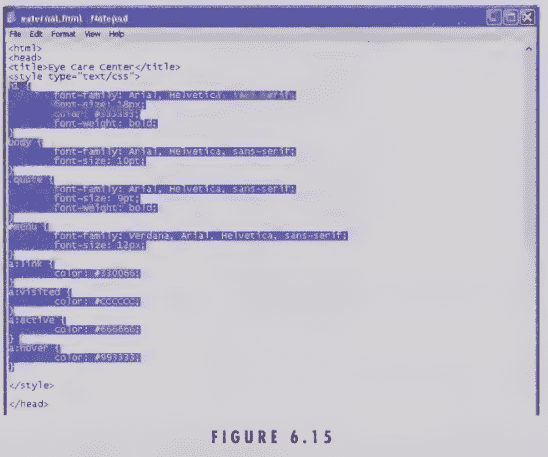 external.html - Notepad
File Edit Format View Help
<html>
<head>
<title>Eye Care Center</title>
<style type="text/css">
h1 {
font-family: Arial, Helvetica, sans-serif;
font-size: 18px;
color: #333333;
font-weight: bold;
}
body {
font-family: Arial, Helvetica, sans-serif;
font-size: 10pt;
}
.quote {
font-family: Arial, Helvetica, sans-serif;
font-size: 9pt;
font-weight: bold;
}
#menu {
font-family: Verdana, Arial, Helvetica, sans-serif;
font-size: 12px;
}
a:link {
color: #330066;
}
a:visited {
color: #CCCCCC;
}
a:active {
color: #666666;
}
a:hover {
color: #993333;
}
</style>
</head>
FIGURE 6.15